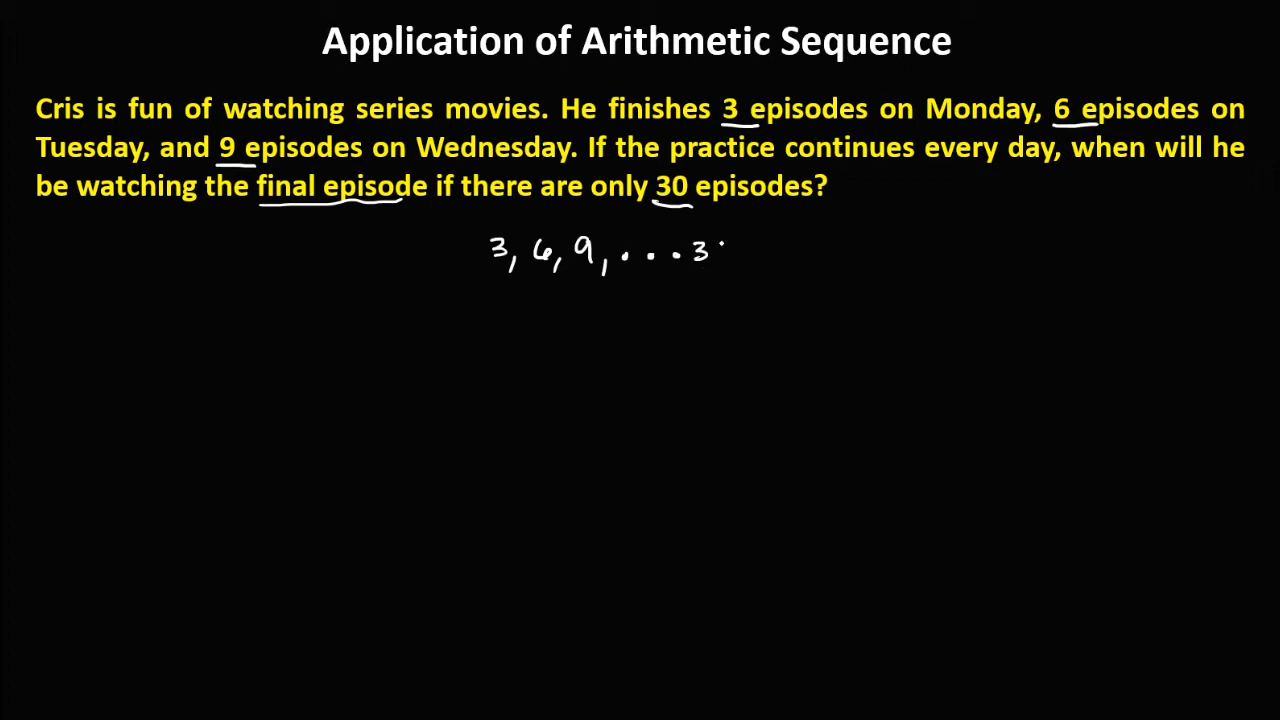 Application of Arithmetic Sequence
Cris is fun of watching series movies. He finishes 3 episodes on Monday, 6 episodes on
Tuesday, and 9 episodes on Wednesday. If the practice continues every day, when will he
be watching the final episode if there are only 30 episodes?
3, 6, 9, . . . 3